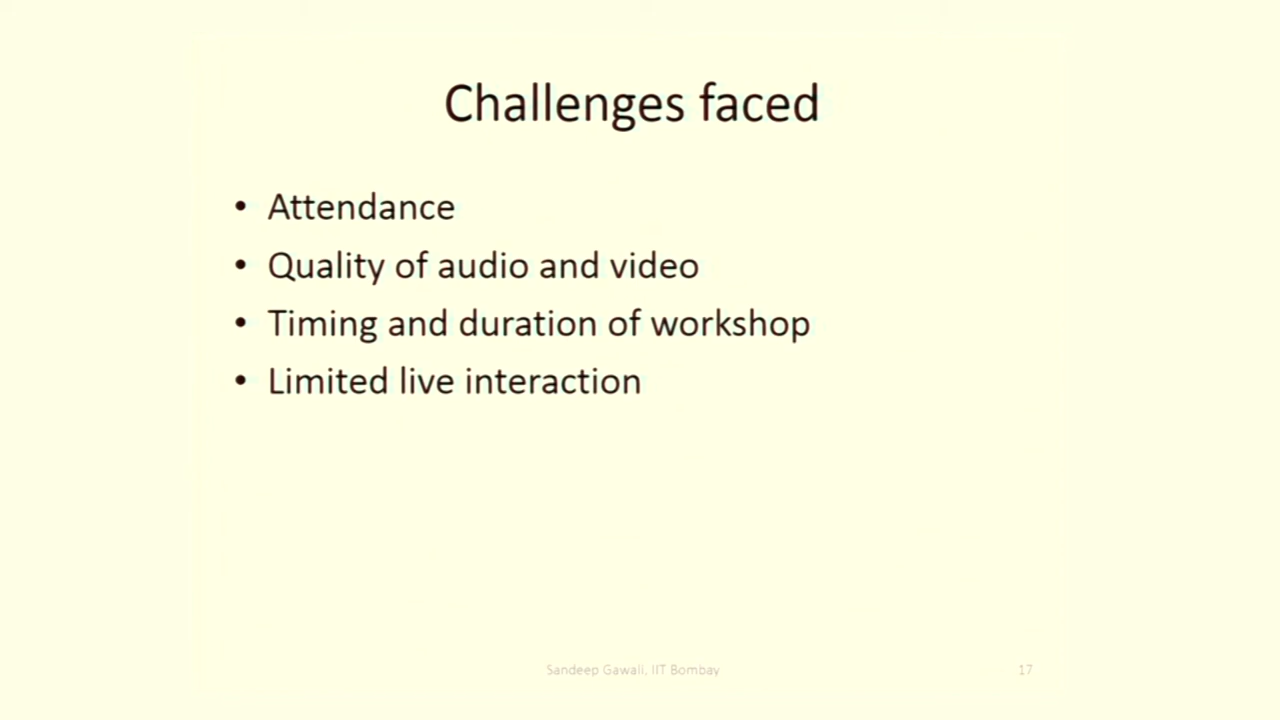 Challenges faced
• Attendance
• Quality of audio and video
• Timing and duration of workshop
• Limited live interaction
Sandeep Gawali, IIT Bombay
17